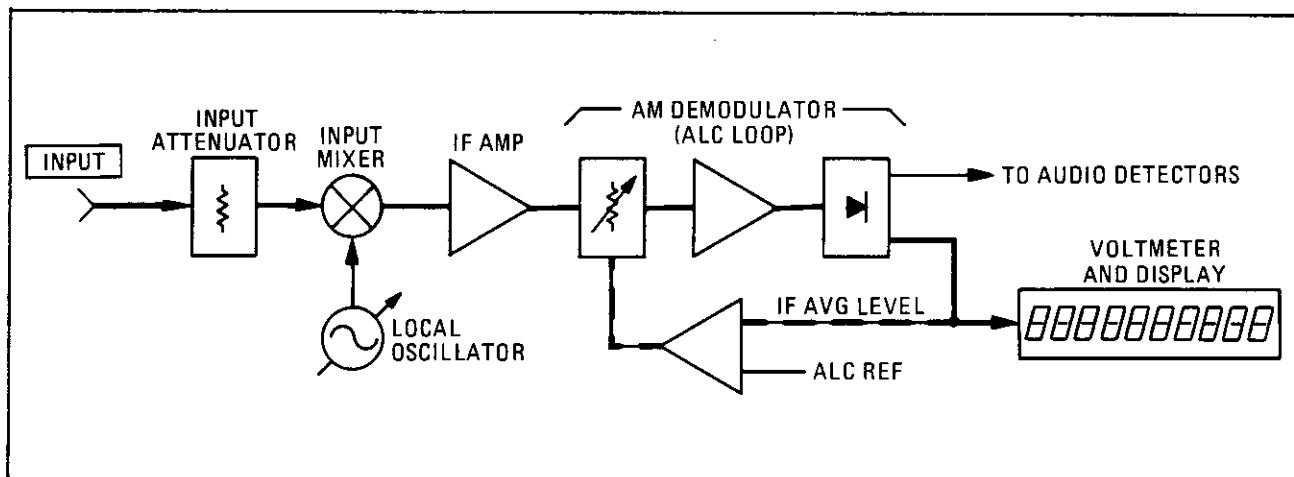 INPUT
INPUT
ATTENUATOR
INPUT
MIXER
LOCAL
OSCILLATOR
IF AMP
AM DEMODULATOR
(ALC LOOP)
TO AUDIO DETECTORS
VOLTMETER
AND DISPLAY
8888888888
IF AVG LEVEL
ALC REF